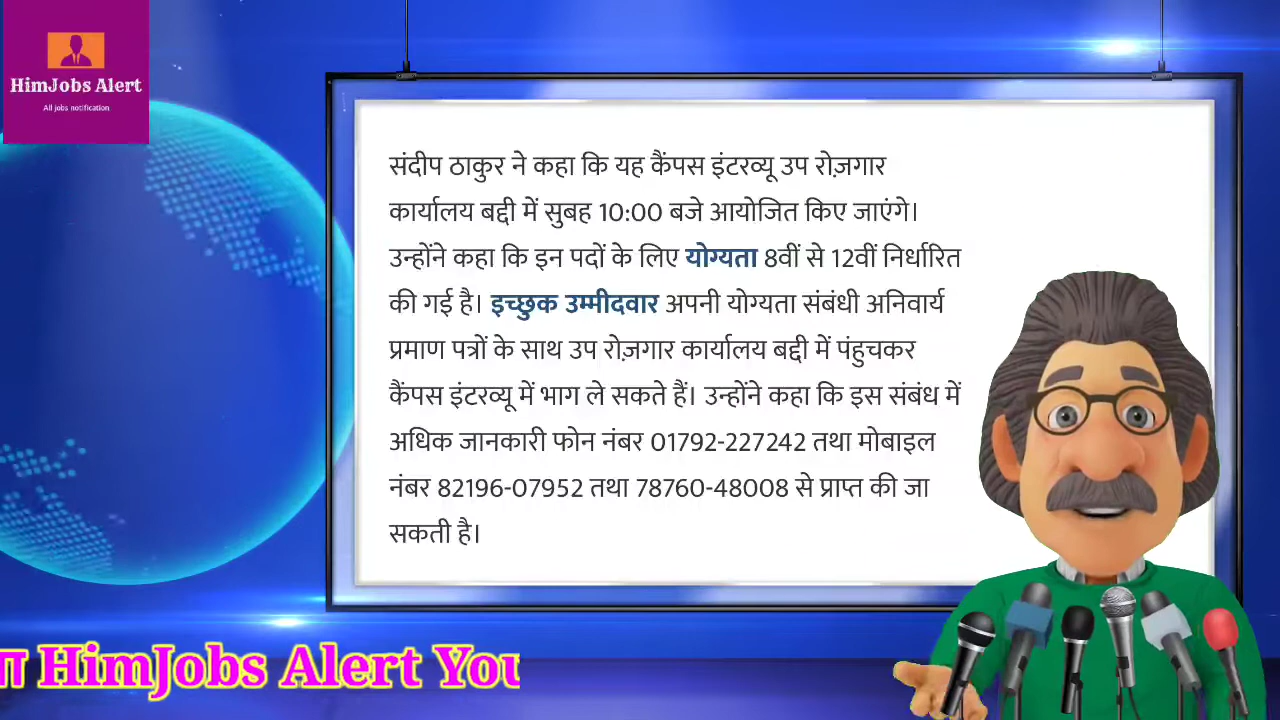 HimJobs Alert
All jobs notification
संदीप ठाकुर ने कहा कि यह कैंपस इंटरव्यू उप रोज़गार
कार्यालय बद्दी में सुबह 10:00 बजे आयोजित किए जाएंगे।
उन्होंने कहा कि इन पदों के लिए योग्यता 8वीं से 12वीं निर्धारित
की गई है। इच्छुक उम्मीदवार अपनी योग्यता संबंधी अनिवार्य
प्रमाण पत्रों के साथ उप रोज़गार कार्यालय बद्दी में पंहुचकर
कैंपस इंटरव्यू में भाग ले सकते हैं। उन्होंने कहा कि इस संबंध में
अधिक जानकारी फोन नंबर 01792-227242 तथा मोबाइल
नंबर 82196-07952 तथा 78760-48008 से प्राप्त की जा
सकती है।
HimJobs Alert